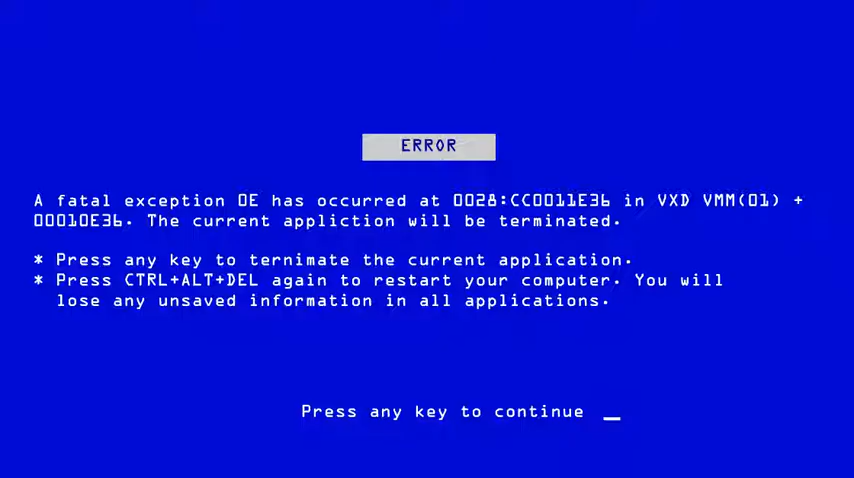 ERROR
A fatal exception 0E has occurred at 0028:CC0011E36 in VXD VMM(01) +
00010E36. The current appliction will be terminated.
* Press any key to ternimate the current application.
* Press CTRL+ALT+DEL again to restart your computer. You will
lose any unsaved information in all applications.
Press any key to continue _